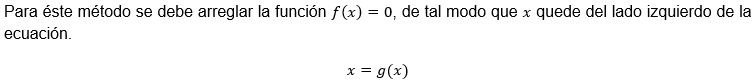 Para éste método se debe arreglar la función f(x) = 0, de tal modo que x quede del lado izquierdo de la
ecuación.
x = g(x)